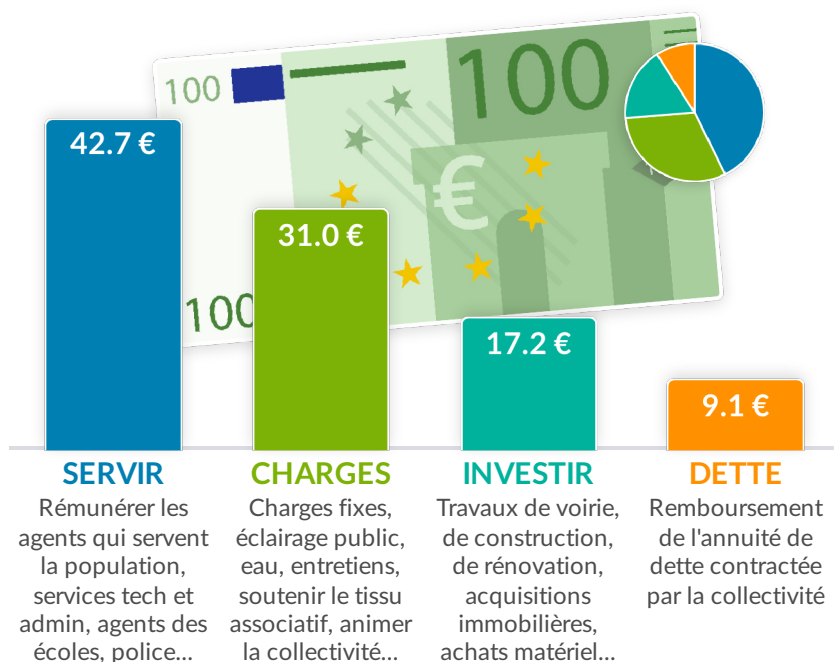 100
100
€
100
42.7 €
31.0 €
17.2 €
9.1 €
SERVIR
Rémunérer les
agents qui servent
la population,
services tech et
admin, agents des
écoles, police...
CHARGES
Charges fixes,
éclairage public,
eau, entretiens,
soutenir le tissu
associatif, animer
la collectivité...
INVESTIR
Travaux de voirie,
de construction,
de rénovation,
acquisitions
immobilières,
achats matériel...
DETTE
Remboursement
de l'annuité de
dette contractée
par la collectivité